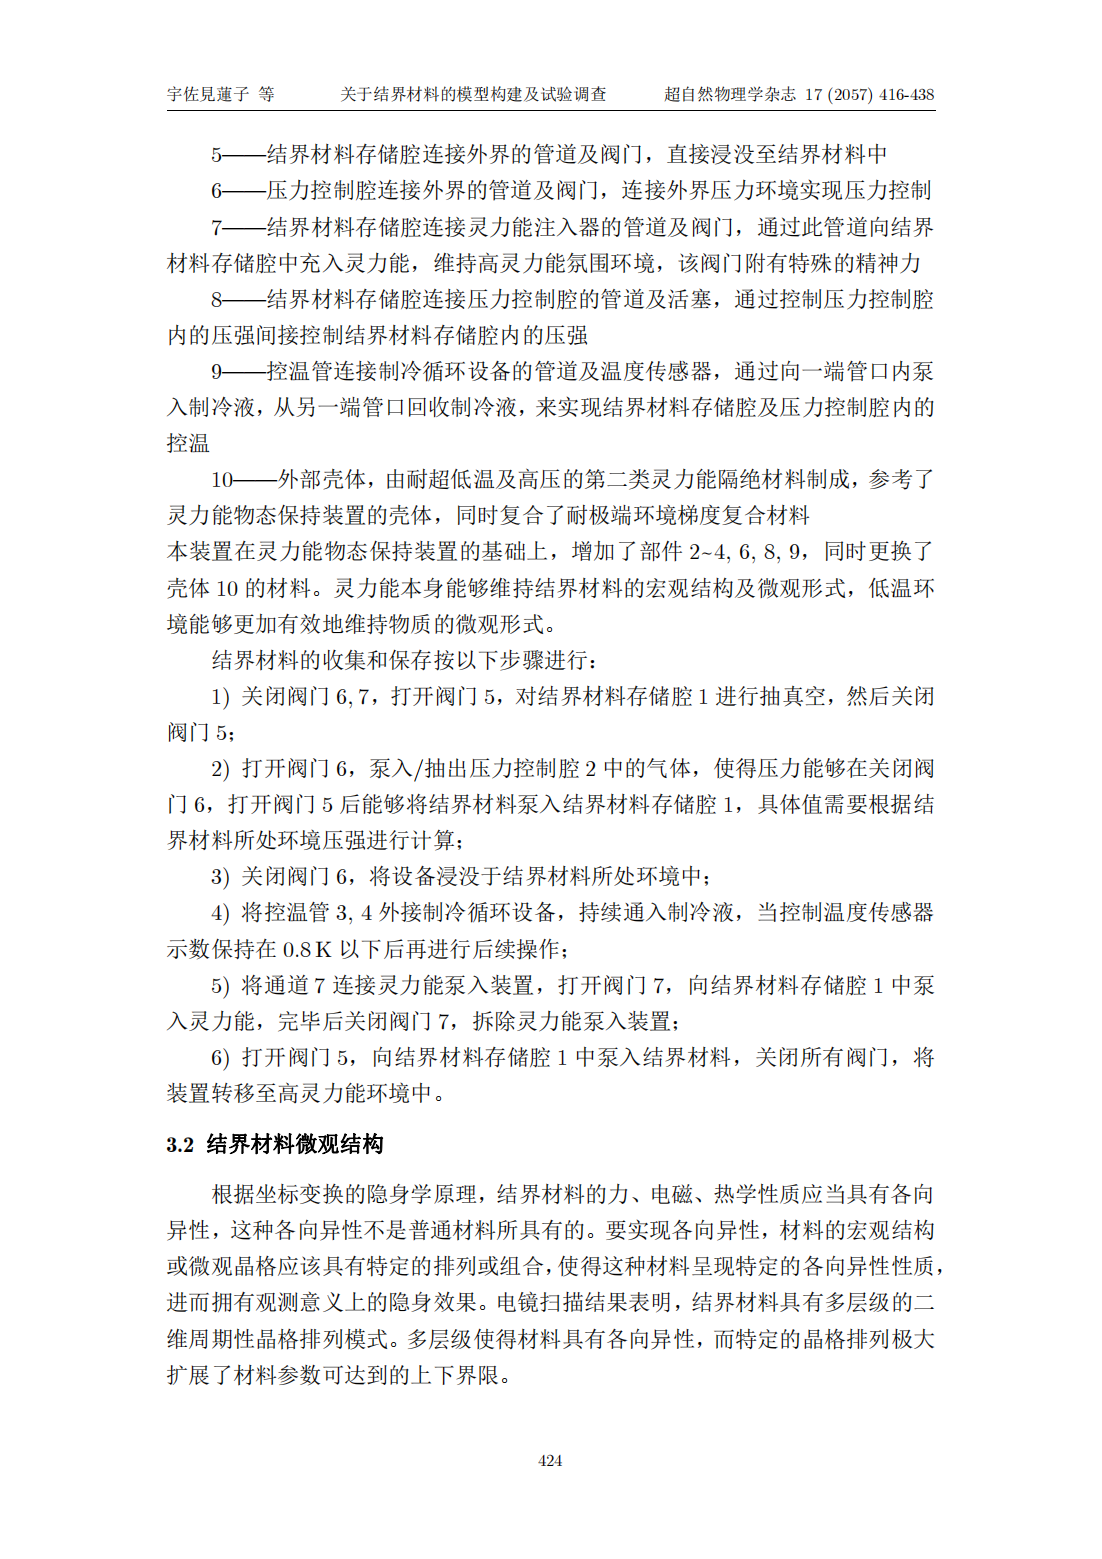 宇佐見蓮子 等 关于结界材料的模型构建及试验调查 超自然物理学杂志 17 (2057) 416-438
5——结界材料存储腔连接外界的管道及阀门，直接浸没至结界材料中
6——压力控制腔连接外界的管道及阀门，连接外界压力环境实现压力控制
7——结界材料存储腔连接灵力能注入器的管道及阀门，通过此管道向结界
材料存储腔中充入灵力能，维持高灵力能氛围环境，该阀门附有特殊的精神力
8——结界材料存储腔连接压力控制腔的管道及活塞，通过控制压力控制腔
内的压强间接控制结界材料存储腔内的压强
9——控温管连接制冷循环设备的管道及温度传感器，通过向一端管口内泵
入制冷液，从另一端管口回收制冷液，来实现结界材料存储腔及压力控制腔内的
控温
10——外部壳体，由耐超低温及高压的第二类灵力能隔绝材料制成，参考了
灵力能物态保持装置的壳体，同时复合了耐极端环境梯度复合材料
本装置在灵力能物态保持装置的基础上，增加了部件 2~4, 6, 8, 9，同时更换了
壳体 10 的材料。灵力能本身能够维持结界材料的宏观结构及微观形式，低温环
境能够更加有效地维持物质的微观形式。
结界材料的收集和保存按以下步骤进行：
1) 关闭阀门 6, 7，打开阀门 5，对结界材料存储腔 1 进行抽真空，然后关闭
阀门 5；
2) 打开阀门 6，泵入/抽出压力控制腔 2 中的气体，使得压力能够在关闭阀
门 6，打开阀门 5 后能够将结界材料泵入结界材料存储腔 1，具体值需要根据结
界材料所处环境压强进行计算；
3) 关闭阀门 6，将设备浸没于结界材料所处环境中；
4) 将控温管 3, 4 外接制冷循环设备，持续通入制冷液，当控制温度传感器
示数保持在 0.8 K 以下后再进行后续操作；
5) 将通道 7 连接灵力能泵入装置，打开阀门 7，向结界材料存储腔 1 中泵
入灵力能，完毕后关闭阀门 7，拆除灵力能泵入装置；
6) 打开阀门 5，向结界材料存储腔 1 中泵入结界材料，关闭所有阀门，将
装置转移至高灵力能环境中。
3.2 结界材料微观结构
根据坐标变换的隐身学原理，结界材料的力、电磁、热学性质应当具有各向
异性，这种各向异性不是普通材料所具有的。要实现各向异性，材料的宏观结构
或微观晶格应该具有特定的排列或组合，使得这种材料呈现特定的各向异性性质，
进而拥有观测意义上的隐身效果。电镜扫描结果表明，结界材料具有多层级的二
维周期性晶格排列模式。多层级使得材料具有各向异性，而特定的晶格排列极大
扩展了材料参数可达到的上下界限。
424